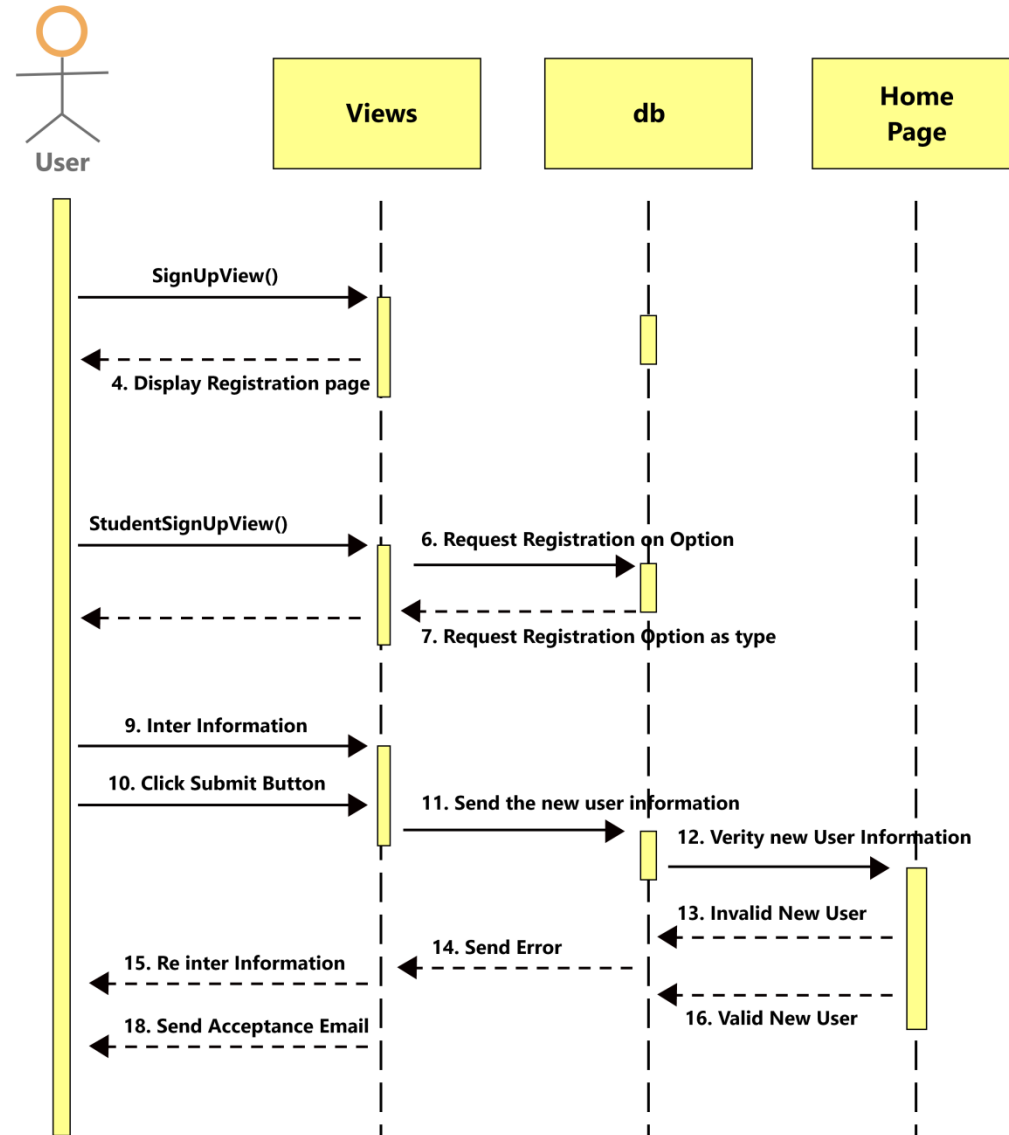 User
Views
db
Home
Page
SignUpView()
4. Display Registration page
StudentSignUpView()
6. Request Registration on Option
7. Request Registration Option as type
9. Inter Information
10. Click Submit Button
11. Send the new user information
12. Verity new User Information
13. Invalid New User
14. Send Error
15. Re inter Information
16. Valid New User
18. Send Acceptance Email